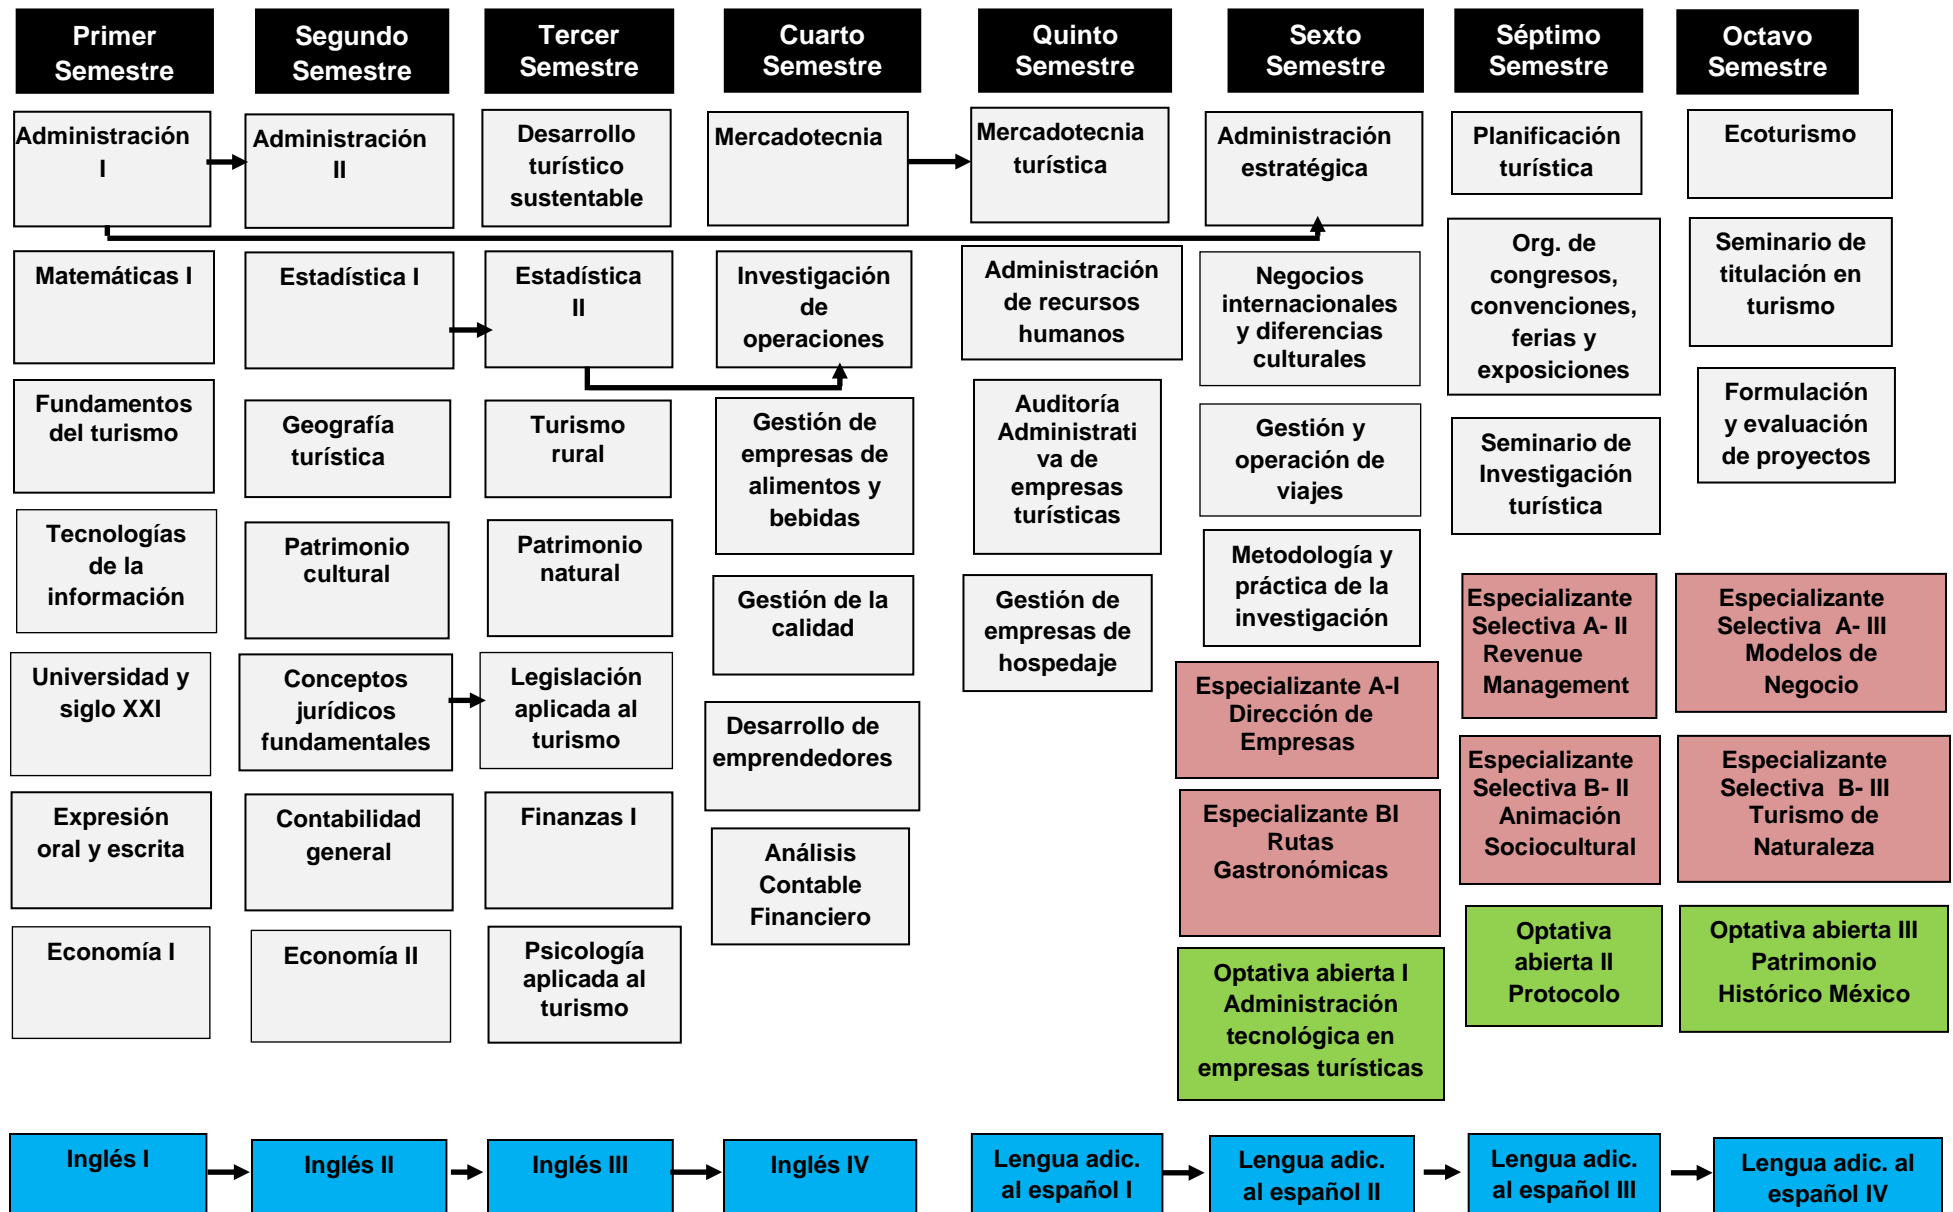 Primer
Semestre
Segundo
Semestre
Tercer
Semestre
Cuarto
Semestre
Quinto
Semestre
Sexto
Semestre
Séptimo
Semestre
Octavo
Semestre
Administración
I
Administración
II
Desarrollo
turístico
sustentable
Mercadotecnia
Mercadotecnia
turística
Administración
estratégica
Planificación
turística
Ecoturismo
Matemáticas I
Estadística I
Estadística
II
Investigación
de
operaciones
Administración
de recursos
humanos
Negocios
internacionales
y diferencias
culturales
Org. de
congresos,
convenciones,
ferias y
exposiciones
Seminario de
titulación en
turismo
Fundamentos
del turismo
Geografía
turística
Turismo
rural
Gestión de
empresas de
alimentos y
bebidas
Auditoría
Administrati
va de
empresas
turísticas
Gestión y
operación de
viajes
Seminario de
Investigación
turística
Formulación
y evaluación
de proyectos
Tecnologías
de la
información
Patrimonio
cultural
Patrimonio
natural
Gestión de la
calidad
Gestión de
empresas de
hospedaje
Metodología y
práctica de la
investigación
Especializante
Selectiva A- II
Revenue
Management
Especializante
Selectiva A- III
Modelos de
Negocio
Universidad y
siglo XXI
Conceptos
jurídicos
fundamentales
Legislación
aplicada al
turismo
Desarrollo de
emprendedores
Especializante A-I
Dirección de
Empresas
Especializante
Selectiva B- II
Animación
Sociocultural
Especializante
Selectiva B- III
Turismo de
Naturaleza
Expresión
oral y escrita
Contabilidad
general
Finanzas I
Análisis
Contable
Financiero
Especializante BI
Rutas
Gastronómicas
Optativa
abierta II
Protocolo
Optativa abierta III
Patrimonio
Histórico México
Economía I
Economía II
Psicología
aplicada al
turismo
Optativa abierta I
Administración
tecnológica en
empresas turísticas
Inglés I
Inglés II
Inglés III
Inglés IV
Lengua adic.
al español I
Lengua adic.
al español II
Lengua adic.
al español III
Lengua adic. al
español IV